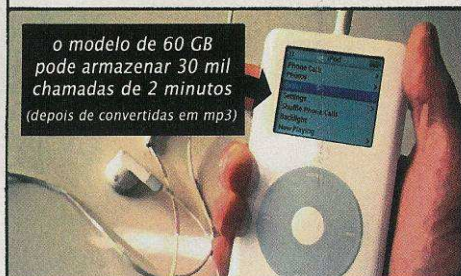 o modelo de 60 GB
pode armazenar 30 mil
chamadas de 2 minutos
(depois de convertidas em mp3)
iPod
Phone Calls
Photos
Settings
Shuffle Phone Calls
Backlight
Now Playing